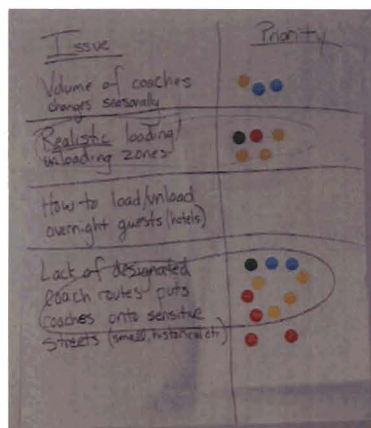 Issue
Priority
Volume of coaches
changes seasonally
Realistic loading/
unloading zones
How to load/unload
overnight guests (hotels)
Lack of designated
coach routes puts
coaches onto sensitive
streets (small, historical etc